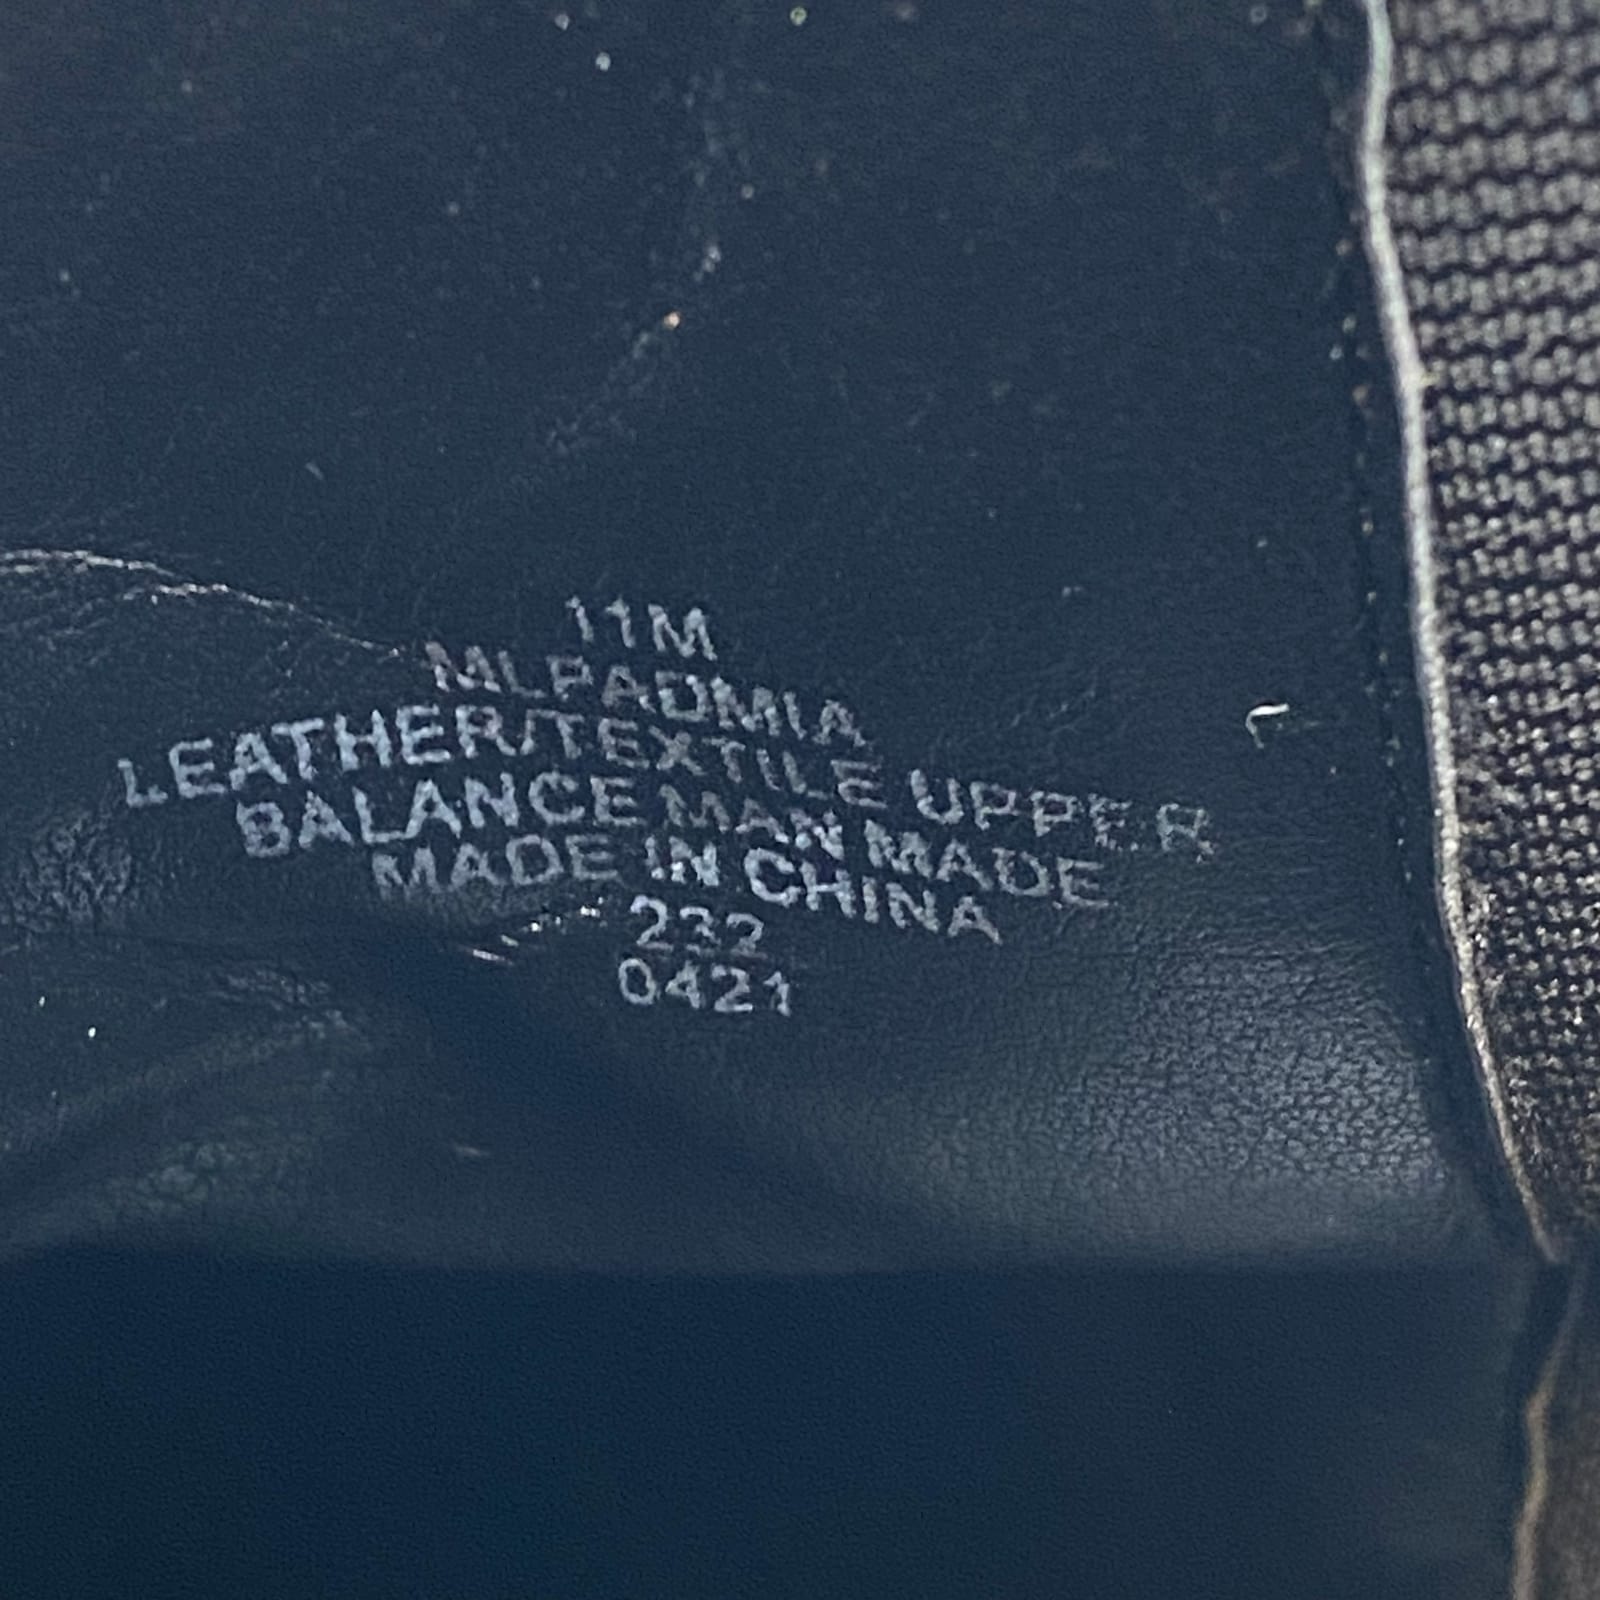 11M
MLPADMIA
LEATHER/TEXTILE UPPER
BALANCE MAN MADE
MADE IN CHINA
232
0421